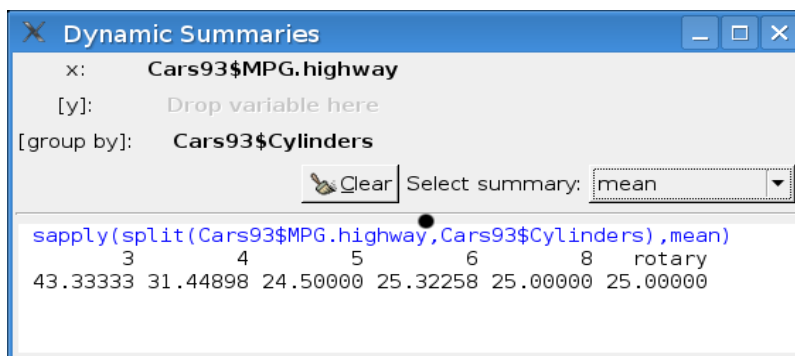 Dynamic Summaries
x: Cars93$MPG.highway
[y]: Drop variable here
[group by]: Cars93$Cylinders
Clear Select summary: mean
sapply(split(Cars93$MPG.highway,Cars93$Cylinders),mean)
3 4 5 6 8 rotary
43.33333 31.44898 24.50000 25.32258 25.00000 25.00000